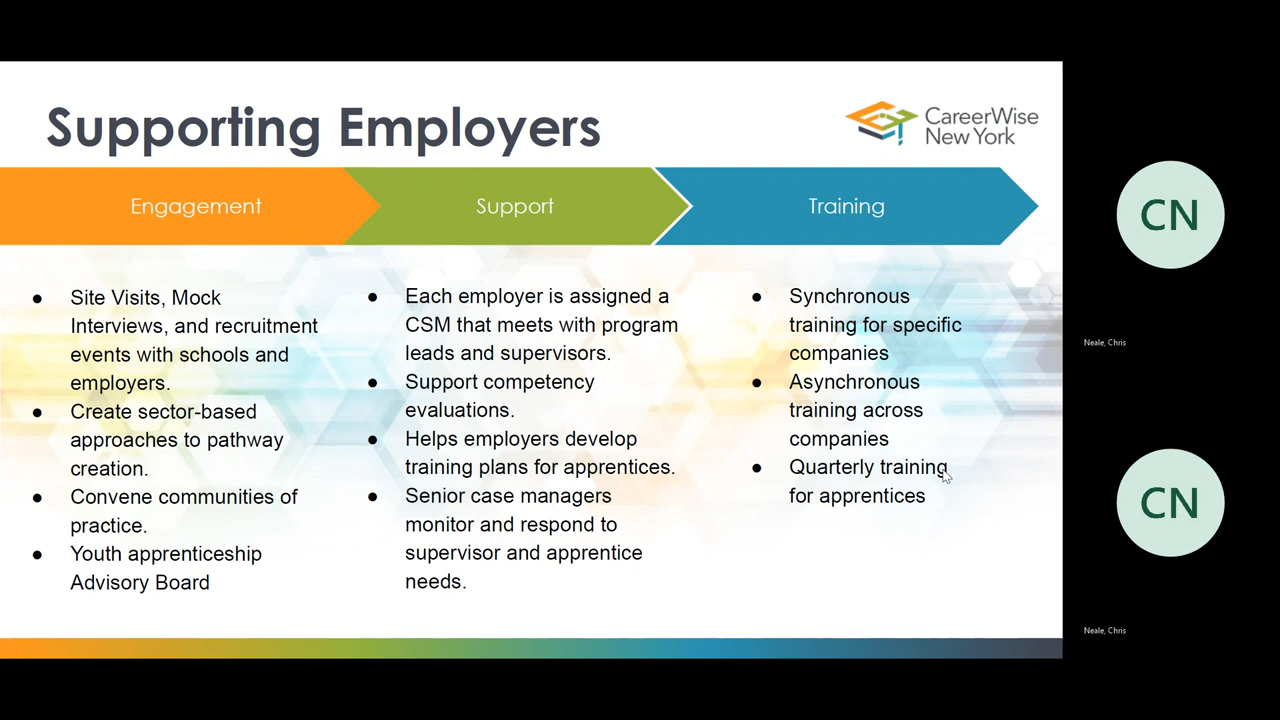 Supporting Employers
CareerWise
New York
Engagement
Support
Training
● Site Visits, Mock
Interviews, and recruitment
events with schools and
employers.
● Create sector-based
approaches to pathway
creation.
● Convene communities of
practice.
● Youth apprenticeship
Advisory Board
● Each employer is assigned a
CSM that meets with program
leads and supervisors.
● Support competency
evaluations.
● Helps employers develop
training plans for apprentices.
● Senior case managers
monitor and respond to
supervisor and apprentice
needs.
● Synchronous
training for specific
companies
● Asynchronous
training across
companies
● Quarterly training
for apprentices
CN
Neale, Chris
CN
Neale, Chris